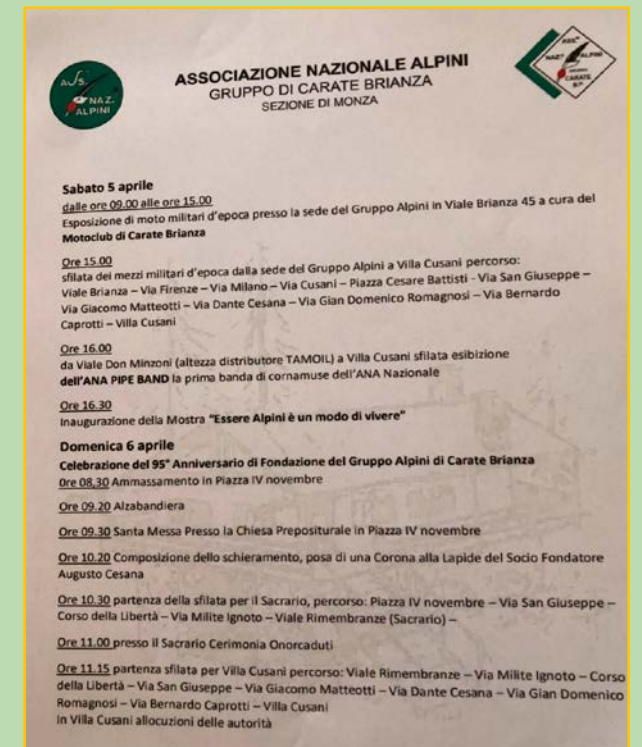 ASS.
NAZ.
ALPINI
ASSOCIAZIONE NAZIONALE ALPINI
GRUPPO DI CARATE BRIANZA
SEZIONE DI MONZA
ASS.
NAZ. ALPINI
CARATE
B.za
Sabato 5 aprile
dalle ore 09.00 alle ore 15.00
Esposizione di moto militari d'epoca presso la sede del Gruppo Alpini in Viale Brianza 45 a cura del
Motoclub di Carate Brianza
Ore 15.00
sfilata dei mezzi militari d'epoca dalla sede del Gruppo Alpini a Villa Cusani percorso:
Viale Brianza – Via Firenze – Via Milano – Via Cusani – Piazza Cesare Battisti - Via San Giuseppe –
Via Giacomo Matteotti – Via Dante Cesana – Via Gian Domenico Romagnosi – Via Bernardo
Caprotti – Villa Cusani
Ore 16.00
da Viale Don Minzoni (altezza distributore TAMOIL) a Villa Cusani sfilata esibizione
dell'ANA PIPE BAND la prima banda di cornamuse dell'ANA Nazionale
Ore 16.30
Inaugurazione della Mostra "Essere Alpini è un modo di vivere"
Domenica 6 aprile
Celebrazione del 95° Anniversario di Fondazione del Gruppo Alpini di Carate Brianza
Ore 08,30 Ammassamento in Piazza IV novembre
Ore 09.20 Alzabandiera
Ore 09.30 Santa Messa Presso la Chiesa Prepositurale in Piazza IV novembre
Ore 10.20 Composizione dello schieramento, posa di una Corona alla Lapide del Socio Fondatore
Augusto Cesana
Ore 10.30 partenza della sfilata per il Sacrario, percorso: Piazza IV novembre – Via San Giuseppe –
Corso della Libertà – Via Milite Ignoto – Viale Rimembranze (Sacrario) –
Ore 11.00 presso il Sacrario Cerimonia Onorcaduti
Ore 11.15 partenza sfilata per Villa Cusani percorso: Viale Rimembranze – Via Milite Ignoto – Corso
della Libertà – Via San Giuseppe – Via Giacomo Matteotti – Via Dante Cesana – Via Gian Domenico
Romagnosi – Via Bernardo Caprotti – Villa Cusani
In Villa Cusani allocuzioni delle autorità